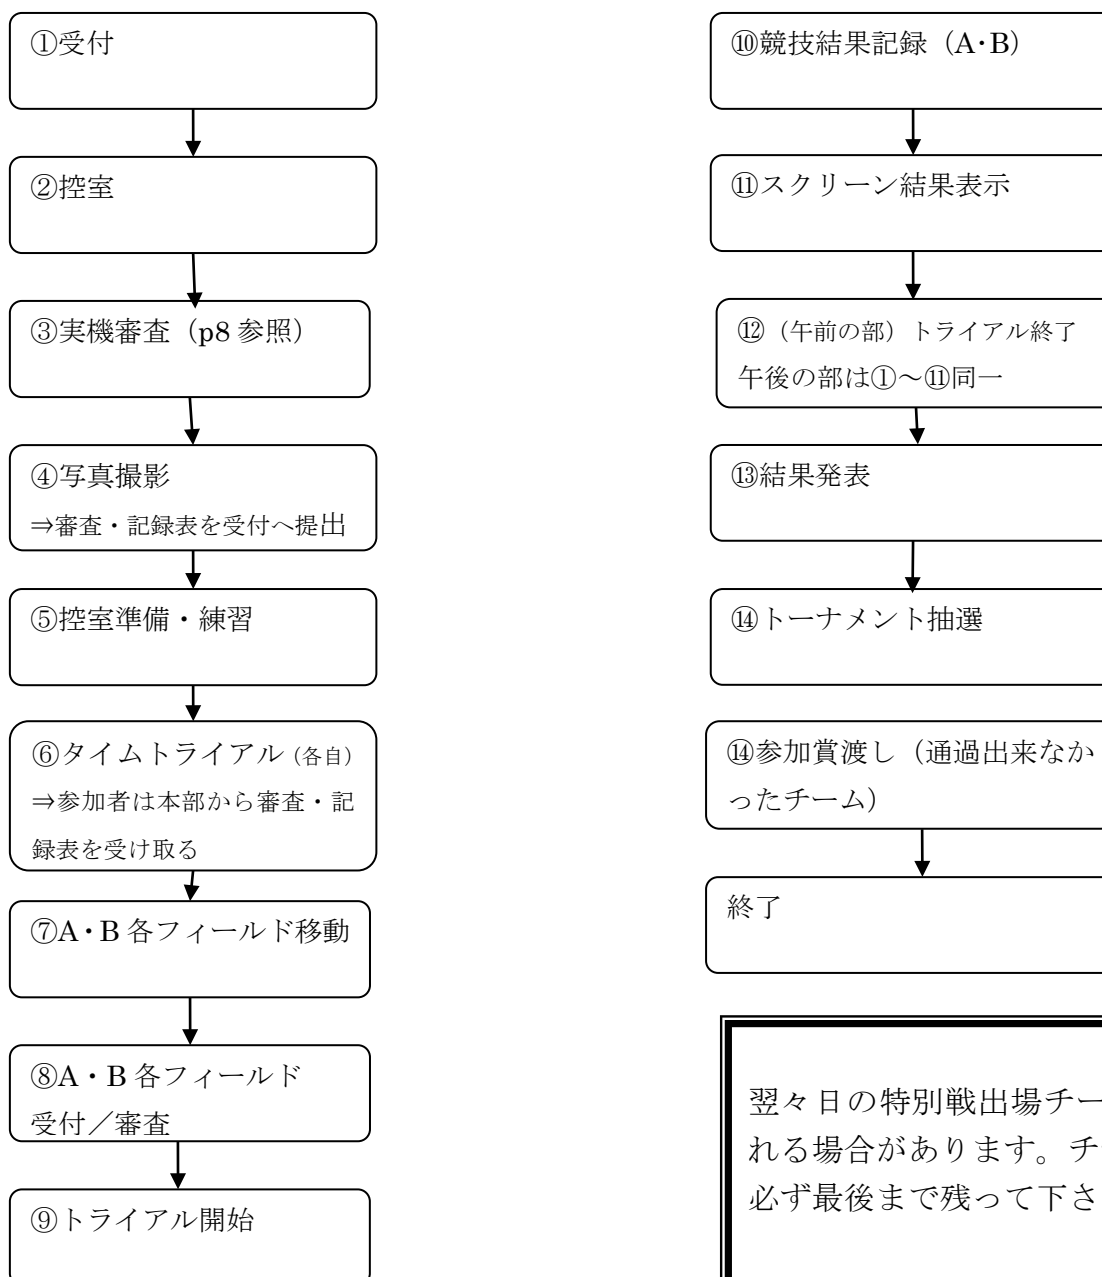 ①受付
②控室
③実機審査（p8 参照）
④写真撮影
⇒審査・記録表を受付へ提出
⑤控室準備・練習
⑥タイムトライアル (各自)
⇒参加者は本部から審査・記
録表を受け取る
⑦A・B 各フィールド移動
⑧A・B 各フィールド
受付／審査
⑨トライアル開始
⑩競技結果記録（A・B）
⑪スクリーン結果表示
⑫（午前の部）トライアル終了
午後の部は①～⑪同一
⑬結果発表
⑭トーナメント抽選
⑭参加賞渡し（通過出来なか
ったチーム）
終了
翌々日の特別戦出場チー
れる場合があります。チ
必ず最後まで残って下さ